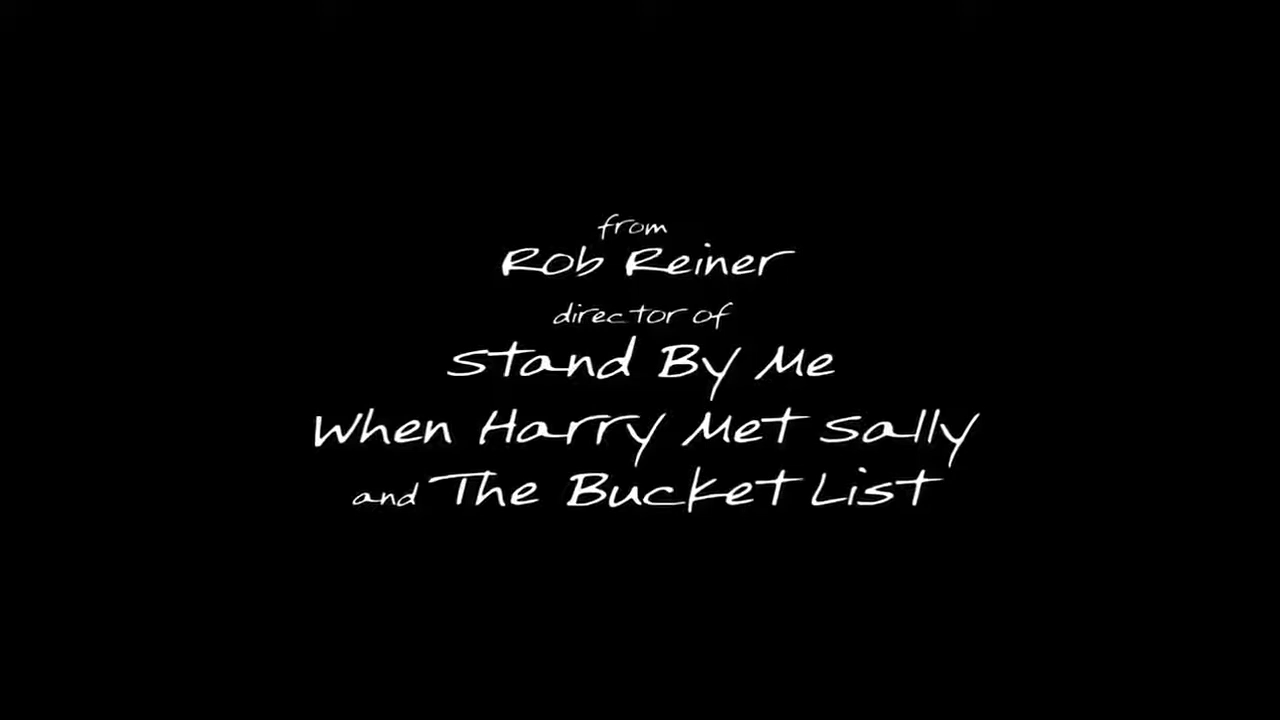 from
Rob Reiner
director of
Stand By Me
When Harry Met Sally
and The Bucket List